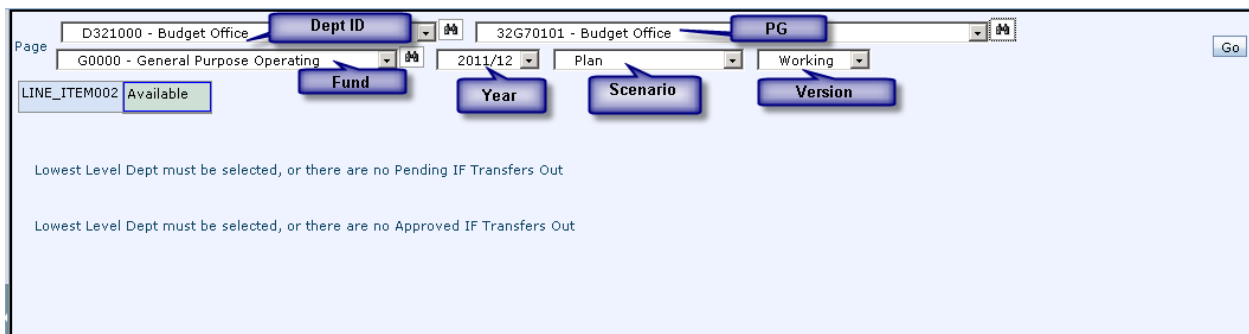 D321000 - Budget Office Dept ID 32G70101 - Budget Office PG
Page
G0000 - General Purpose Operating 2011/12 Plan Working Go
Fund Year Scenario Version
LINE_ITEM002 Available
Lowest Level Dept must be selected, or there are no Pending IF Transfers Out
Lowest Level Dept must be selected, or there are no Approved IF Transfers Out